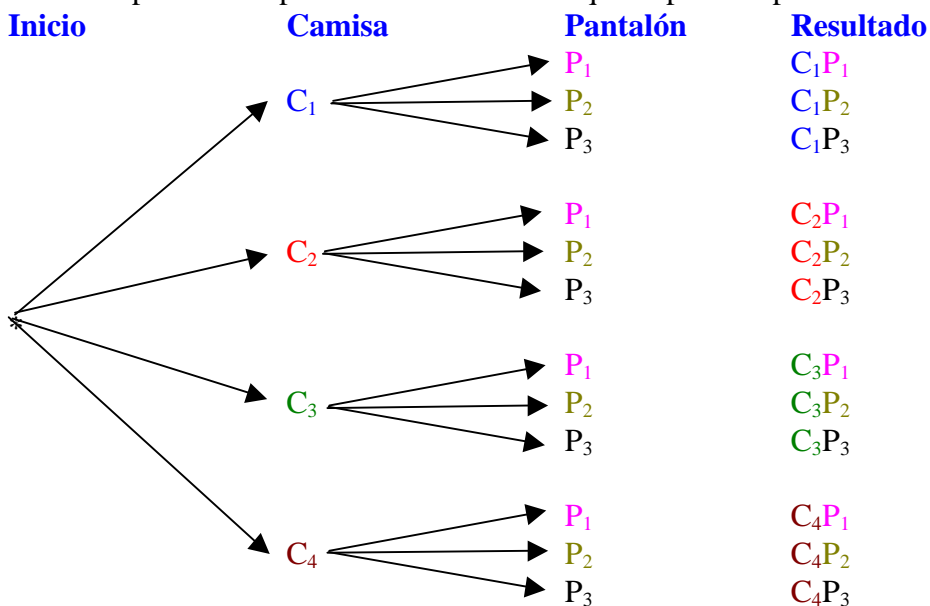 Inicio Camisa Pantalón Resultado
P₁ C₁P₁
C₁ P₂ C₁P₂
P₃ C₁P₃
P₁ C₂P₁
C₂ P₂ C₂P₂
P₃ C₂P₃
*
P₁ C₃P₁
C₃ P₂ C₃P₂
P₃ C₃P₃
P₁ C₄P₁
C₄ P₂ C₄P₂
P₃ C₄P₃